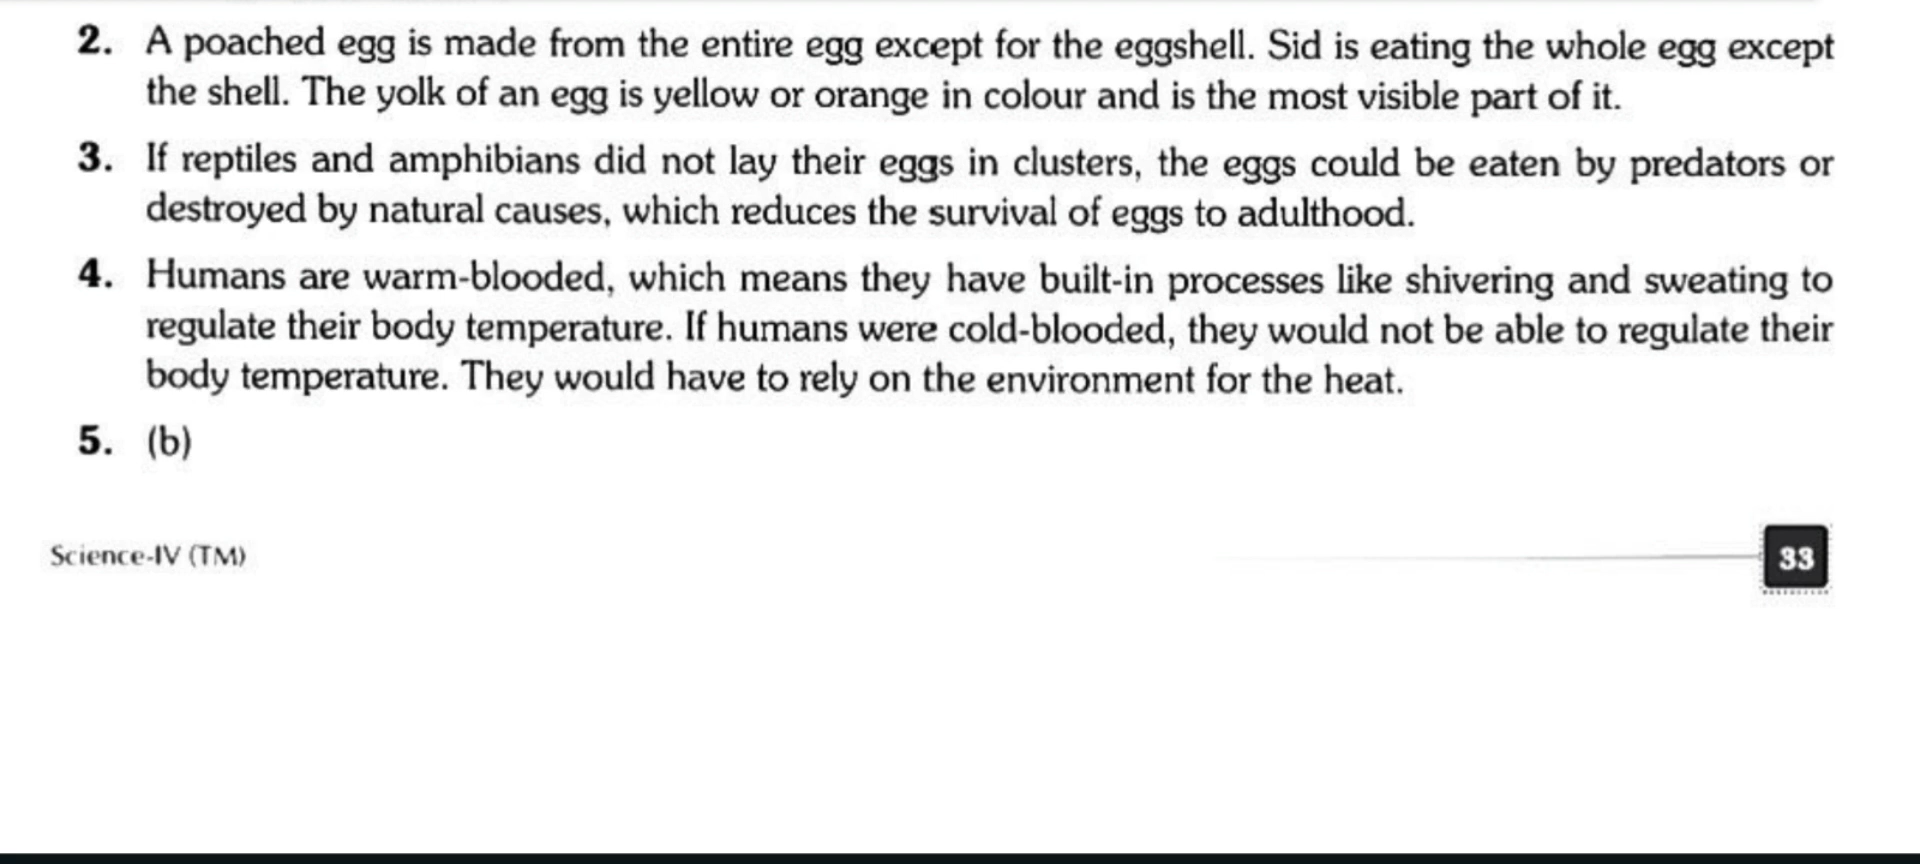 2. A poached egg is made from the entire egg except for the eggshell. Sid is eating the whole egg except
the shell. The yolk of an egg is yellow or orange in colour and is the most visible part of it.
3. If reptiles and amphibians did not lay their eggs in clusters, the eggs could be eaten by predators or
destroyed by natural causes, which reduces the survival of eggs to adulthood.
4. Humans are warm-blooded, which means they have built-in processes like shivering and sweating to
regulate their body temperature. If humans were cold-blooded, they would not be able to regulate their
body temperature. They would have to rely on the environment for the heat.
5. (b)
Science-IV (TM)
33